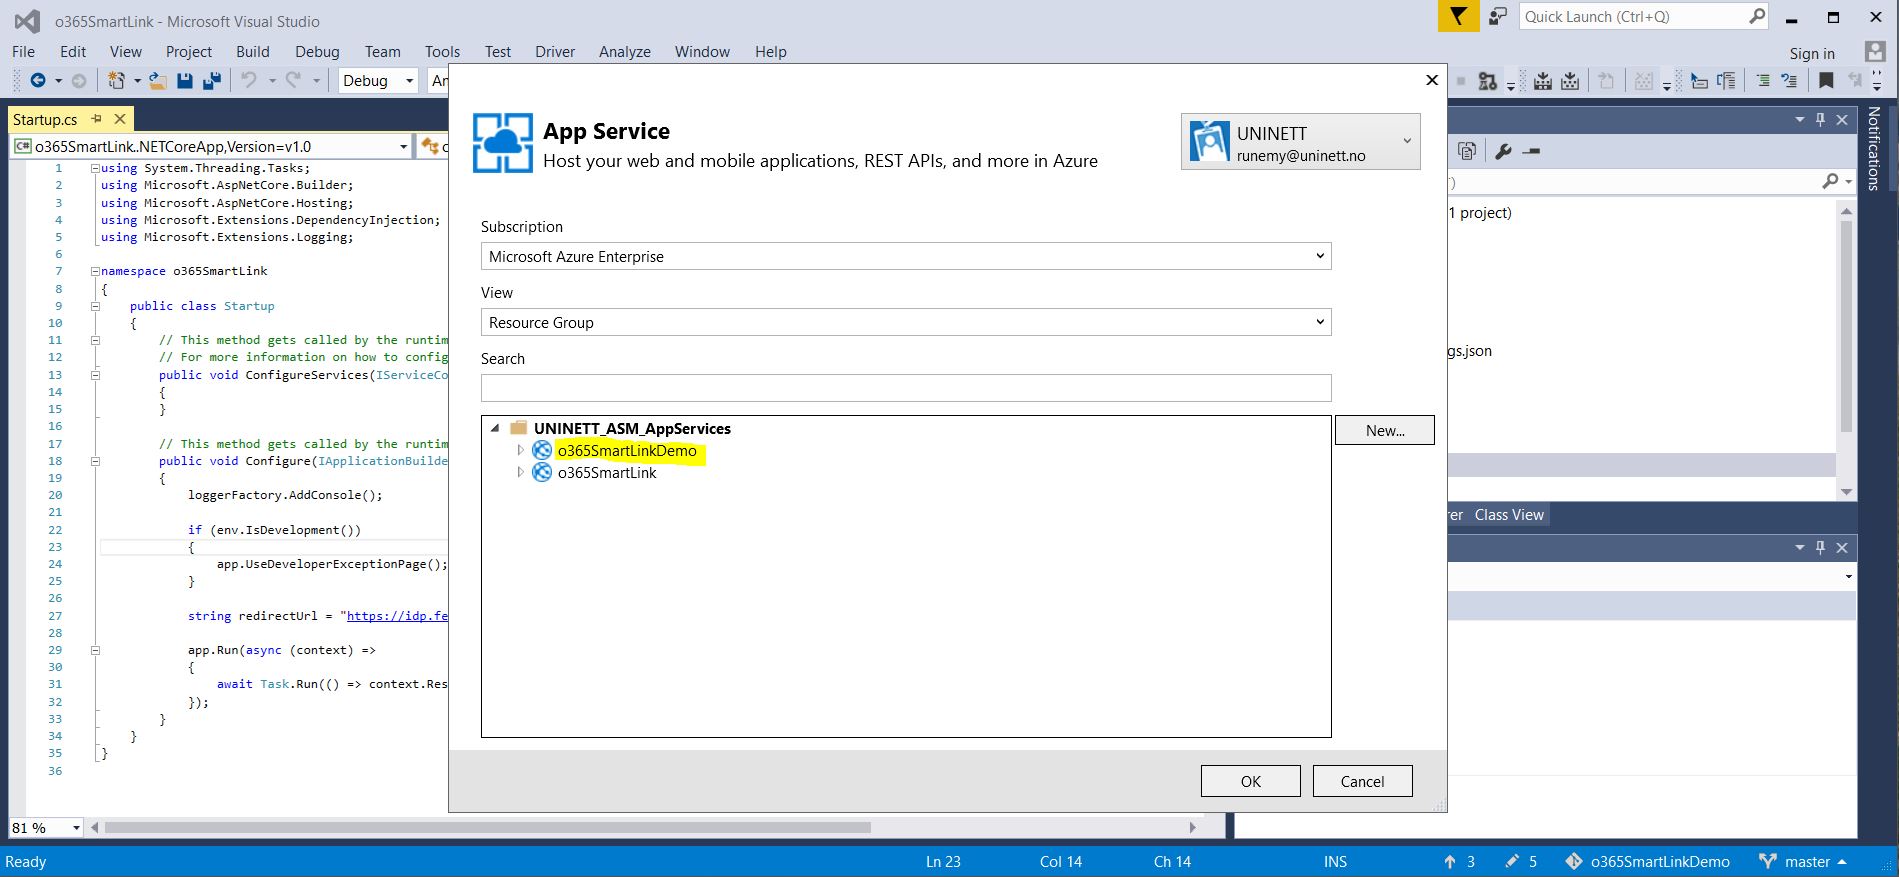 o365SmartLink - Microsoft Visual Studio
Quick Launch (Ctrl+Q)
File Edit View Project Build Debug Team Tools Test Driver Analyze Window Help
Sign in
Debug
Startup.cs
o365SmartLink..NETCoreApp,Version=v1.0
1 using System.Threading.Tasks;
2 using Microsoft.AspNetCore.Builder;
3 using Microsoft.AspNetCore.Hosting;
4 using Microsoft.Extensions.DependencyInjection;
5 using Microsoft.Extensions.Logging;
6
7 namespace o365SmartLink
8 {
9 public class Startup
10 {
11 // This method gets called by the runtim
12 // For more information on how to config
13 public void ConfigureServices(IServiceCo
14 {
15 }
16
17 // This method gets called by the runtim
18 public void Configure(IApplicationBuilde
19 {
20 loggerFactory.AddConsole();
21
22 if (env.IsDevelopment())
23 {
24 app.UseDeveloperExceptionPage();
25 }
26
27 string redirectUrl = "https://idp.fe
28
29 app.Run(async (context) =>
30 {
31 await Task.Run(() => context.Res
32 });
33 }
34 }
35 }
36
81 %
App Service
Host your web and mobile applications, REST APIs, and more in Azure
UNINETT
runemy@uninett.no
Subscription
Microsoft Azure Enterprise
View
Resource Group
Search
UNINETT_ASM_AppServices
o365SmartLinkDemo
o365SmartLink
New...
OK
Cancel
Notifications
1 project)
gs.json
rer Class View
Ready Ln 23 Col 14 Ch 14 INS 3 5 o365SmartLinkDemo master